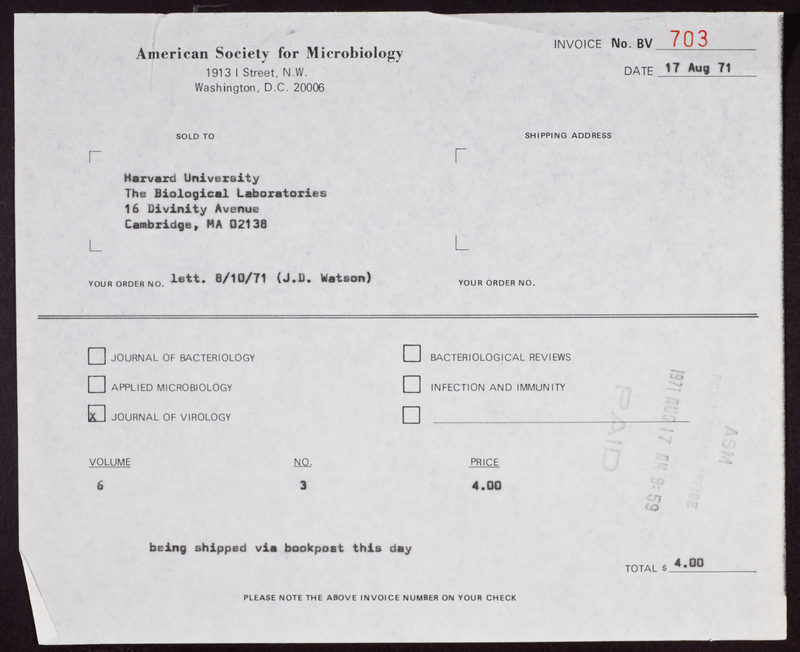 American Society for Microbiology
1913 I Street, N.W.
Washington, D.C. 20006
INVOICE No. BV 703
DATE 17 Aug 71
SOLD TO
SHIPPING ADDRESS
Harvard University
The Biological Laboratories
16 Divinity Avenue
Cambridge, MA 02138
YOUR ORDER NO. lett. 8/10/71 (J.D. Watson)
YOUR ORDER NO.
JOURNAL OF BACTERIOLOGY
BACTERIOLOGICAL REVIEWS
APPLIED MICROBIOLOGY
INFECTION AND IMMUNITY
x JOURNAL OF VIROLOGY
VOLUME NO. PRICE
6 3 4.00
PAID
1971 AUG 17 AM 9:59
OFFICE
ASM
being shipped via bookpost this day
TOTAL $ 4.00
PLEASE NOTE THE ABOVE INVOICE NUMBER ON YOUR CHECK